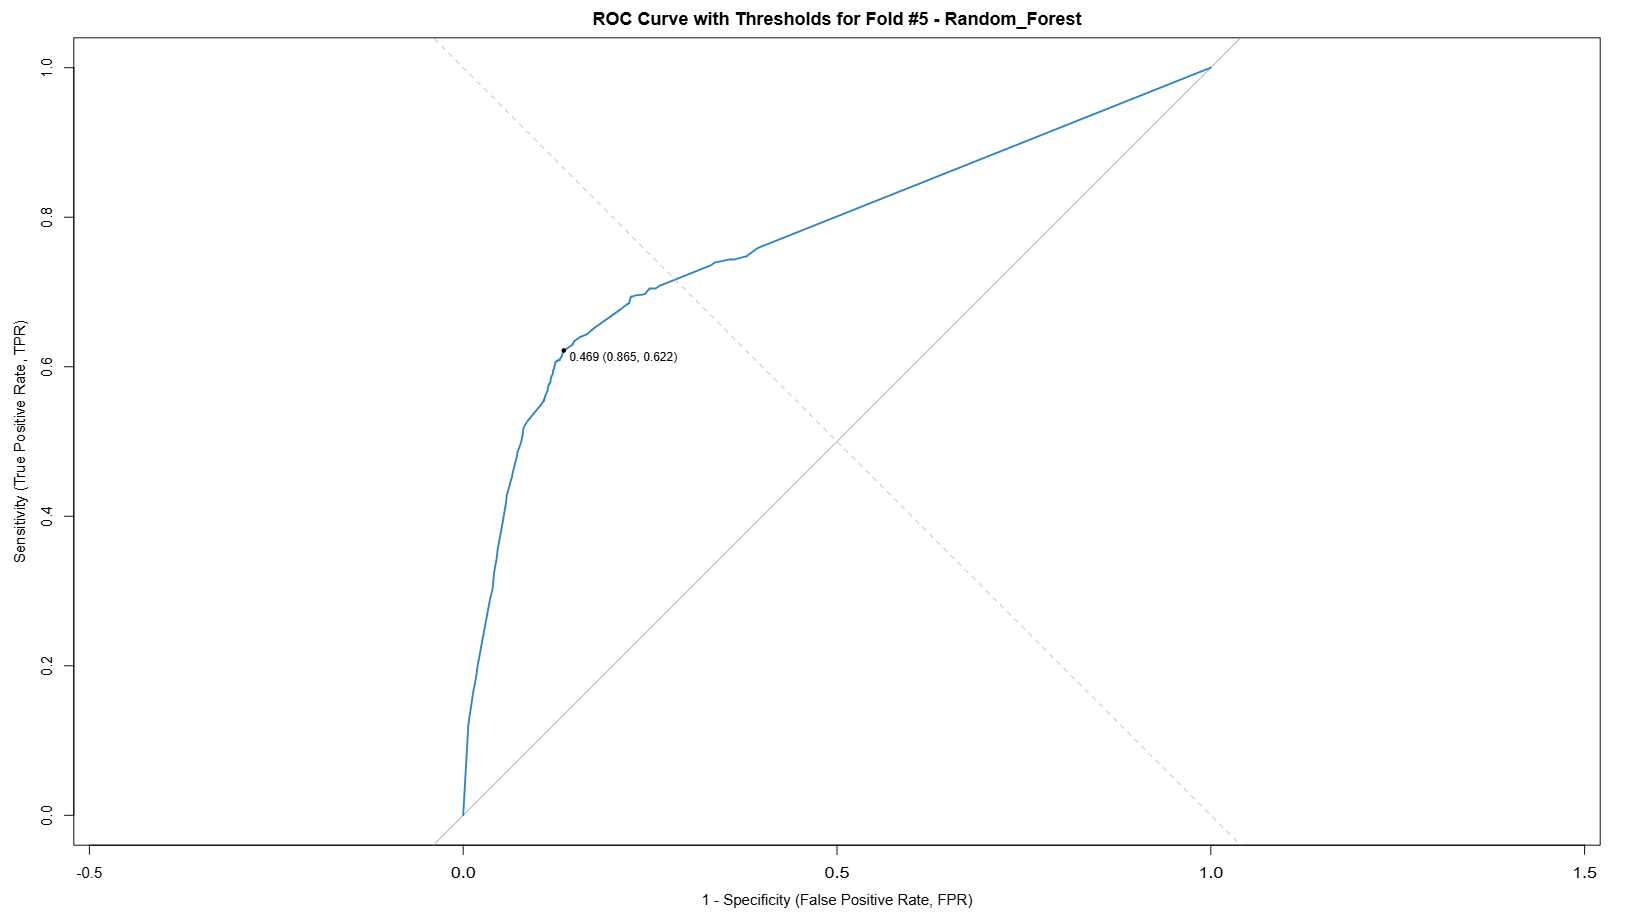 ROC Curve with Thresholds for Fold #5 - Random_Forest
Sensitivity (True Positive Rate, TPR)
1.0
0.8
0.6
0.4
0.2
0.0
0.469 (0.865, 0.622)
-0.5
0.0
0.5
1.0
1.5
1 - Specificity (False Positive Rate, FPR)